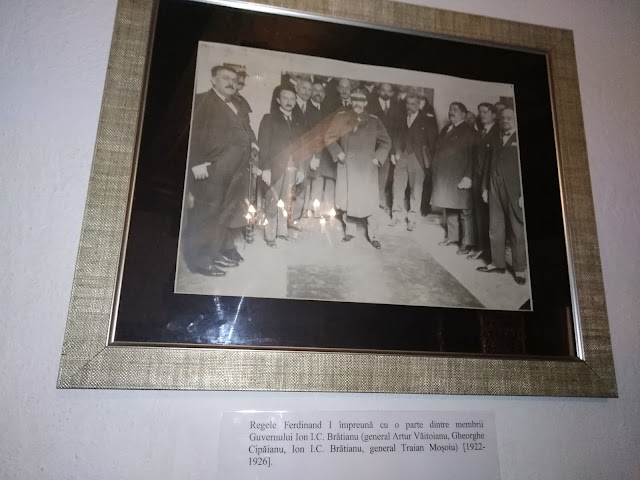 Regele Ferdinand I împreună cu o parte dintre membrii
Guvernului Ion I.C. Brătianu (general Artur Văitoianu, Gheorghe
Cipăianu, Ion I.C. Brătianu, general Traian Moșoiu) [1922-
1926].